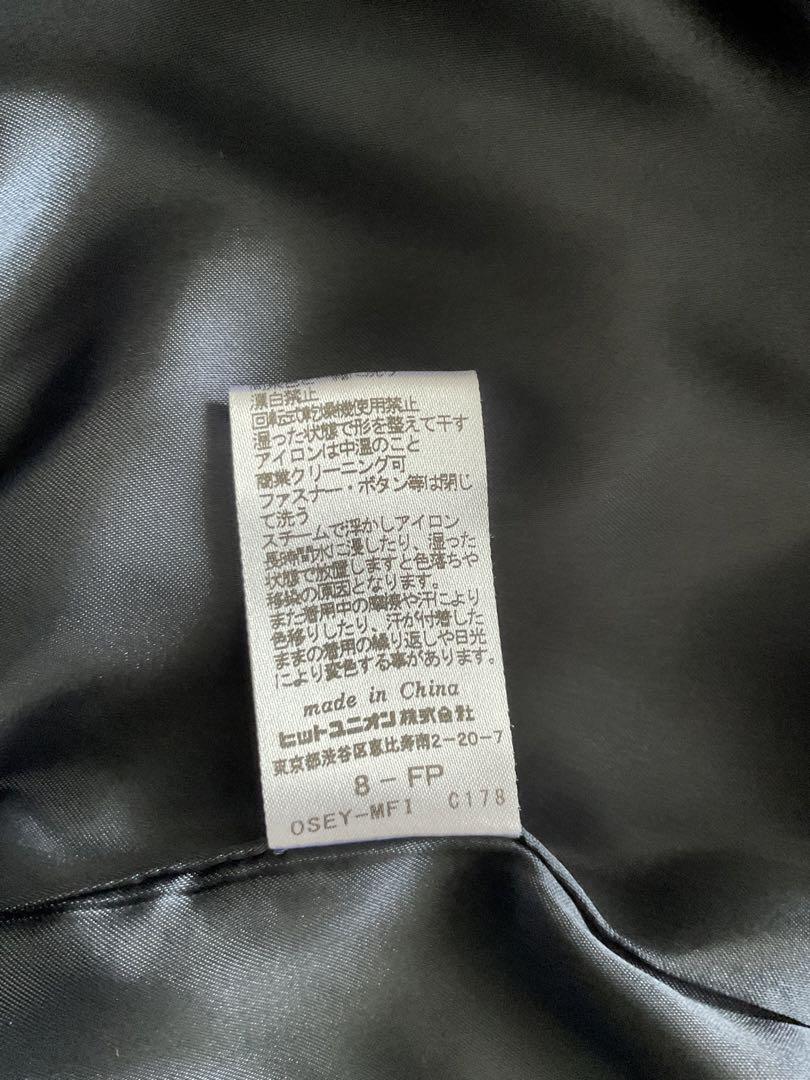 漂白禁止
回転式乾燥機使用禁止
湿った状態で形を整えて干す
アイロンは中温のこと
商業クリーニング可
ファスナー・ボタン等は閉じ
て洗う
スチームで浮かしアイロン
長時間水に浸したり、湿った
状態で放置しますと色落ちや
移染の原因となります。
また着用中の摩擦や汗により
色移りしたり、汗が付着した
ままの着用の繰り返しや日光
により変色する事があります。
made in China
ヒットユニオン株式会社
東京都渋谷区恵比寿南2-20-7
8-FP
OSEY-MF1 C178